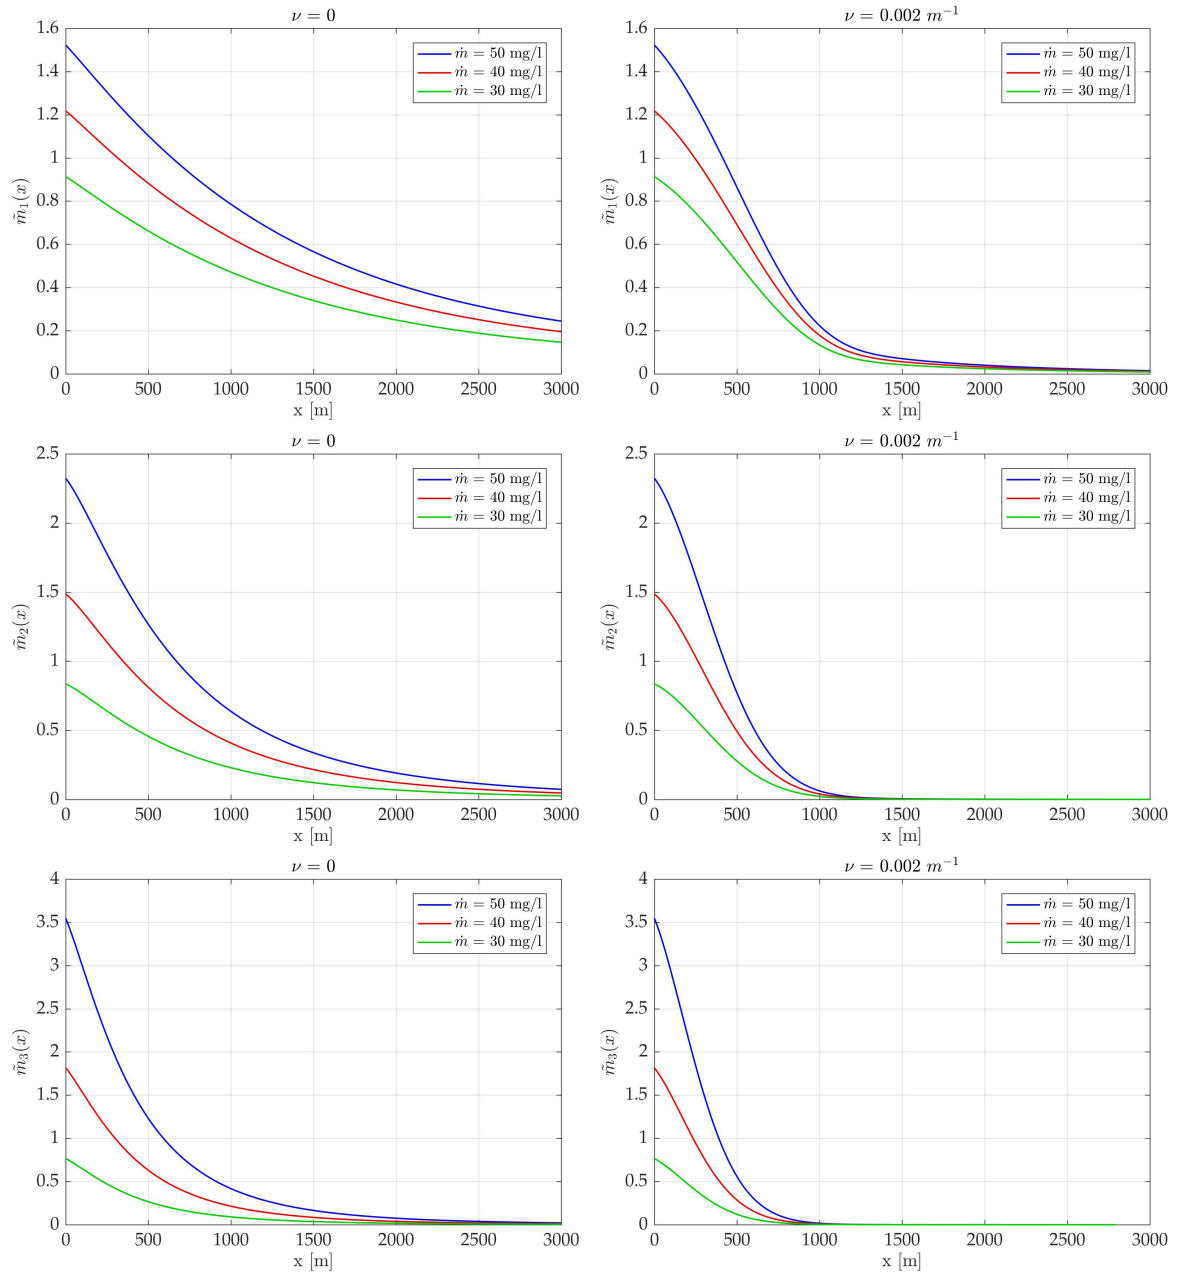 ν = 0
1.6
1.4
1.2
1
0.8
0.6
0.4
0.2
0
m̃₁(x)
ṁ = 50 mg/l
ṁ = 40 mg/l
ṁ = 30 mg/l
0 500 1000 1500 2000 2500 3000
x [m]
ν = 0.002 m⁻¹
1.6
1.4
1.2
1
0.8
0.6
0.4
0.2
0
m̃₁(x)
ṁ = 50 mg/l
ṁ = 40 mg/l
ṁ = 30 mg/l
0 500 1000 1500 2000 2500 3000
x [m]
ν = 0
2.5
2
1.5
1
0.5
0
m̃₂(x)
ṁ = 50 mg/l
ṁ = 40 mg/l
ṁ = 30 mg/l
0 500 1000 1500 2000 2500 3000
x [m]
ν = 0.002 m⁻¹
2.5
2
1.5
1
0.5
0
m̃₂(x)
ṁ = 50 mg/l
ṁ = 40 mg/l
ṁ = 30 mg/l
0 500 1000 1500 2000 2500 3000
x [m]
ν = 0
4
3.5
3
2.5
2
1.5
1
0.5
0
m̃₃(x)
ṁ = 50 mg/l
ṁ = 40 mg/l
ṁ = 30 mg/l
0 500 1000 1500 2000 2500 3000
x [m]
ν = 0.002 m⁻¹
4
3.5
3
2.5
2
1.5
1
0.5
0
m̃₃(x)
ṁ = 50 mg/l
ṁ = 40 mg/l
ṁ = 30 mg/l
0 500 1000 1500 2000 2500 3000
x [m]